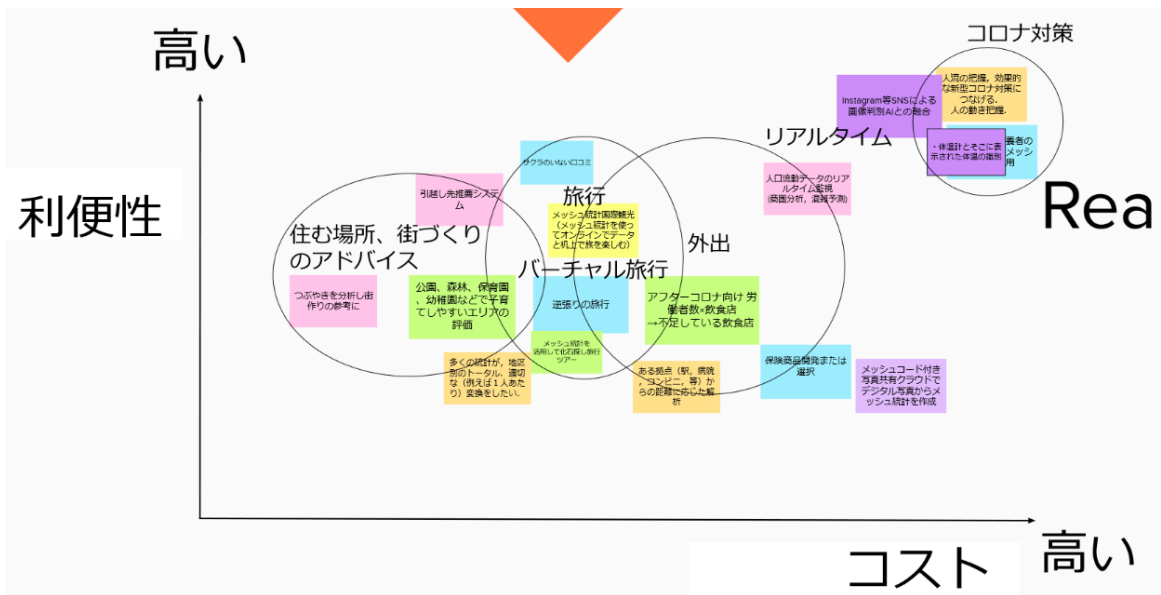 高い
コロナ対策
人流の把握，効果的
な新型コロナ対策に
つなげる．
人の動き把握．
Instagram等SNSによる
画像判別AIとの融合
・体温計とそこに表
示された体温の識別
養者の
メッシ
用
リアルタイム
Rea
利便性
サクラのいない口コミ
人口流動データのリア
ルタイム監視
(商圏分析，混雑予測)
引越し先推薦システ
ム
旅行
メッシュ統計国際観光
（メッシュ統計を使っ
てオンラインでデータ
と机上で旅を楽しむ）
住む場所、街づくり
のアドバイス
外出
バーチャル旅行
つぶやきを分析し街
作りの参考に
公園、森林、保育園
、幼稚園などで子育
てしやすいエリアの
評価
逆張りの旅行
アフターコロナ向け 労
働者数×飲食店
→不足している飲食店
メッシュ統計を
活用して化石探し旅行
ツアー
多くの統計が，地区
別のトータル、適切
な（例えば１人あた
り）変換をしたい．
ある拠点（駅，病院
，コンビニ，等）か
らの距離に応じた解
析
保険商品開発または
選択
メッシュコード付き
写真共有クラウドで
デジタル写真からメ
ッシュ統計を作成
コスト
高い